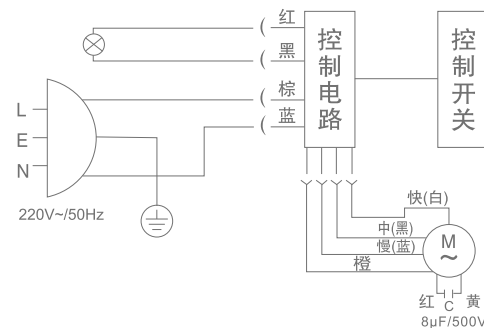 红
黑
棕
蓝
控制电路
控制开关
L
E
N
220V~/50Hz
快(白)
中(黑)
慢(蓝)
橙
M
~
红 C 黄
8μF/500V